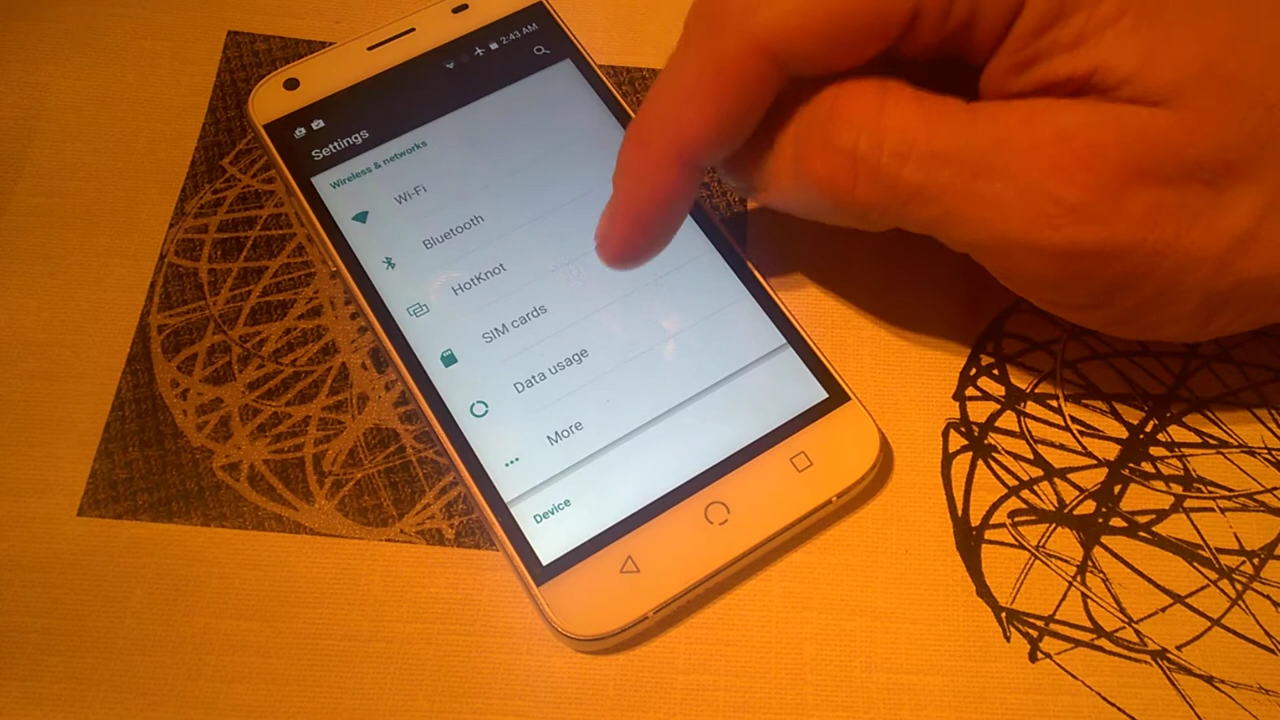 2:43 AM
Settings
Wireless & networks
Wi-Fi
Bluetooth
HotKnot
SIM cards
Data usage
More
Device